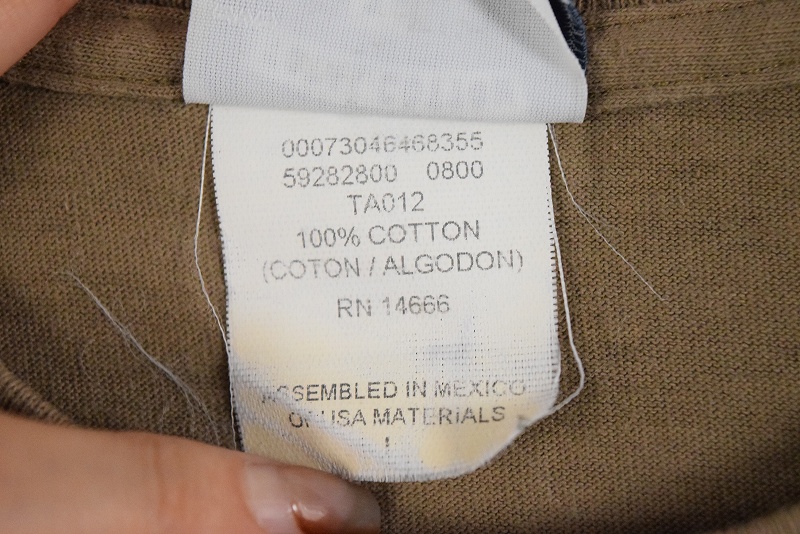 00073046468355
59282800 0800
TA012
100% COTTON
(COTON / ALGODON)
RN 14666
ASSEMBLED IN MEXICO
OF USA MATERIALS